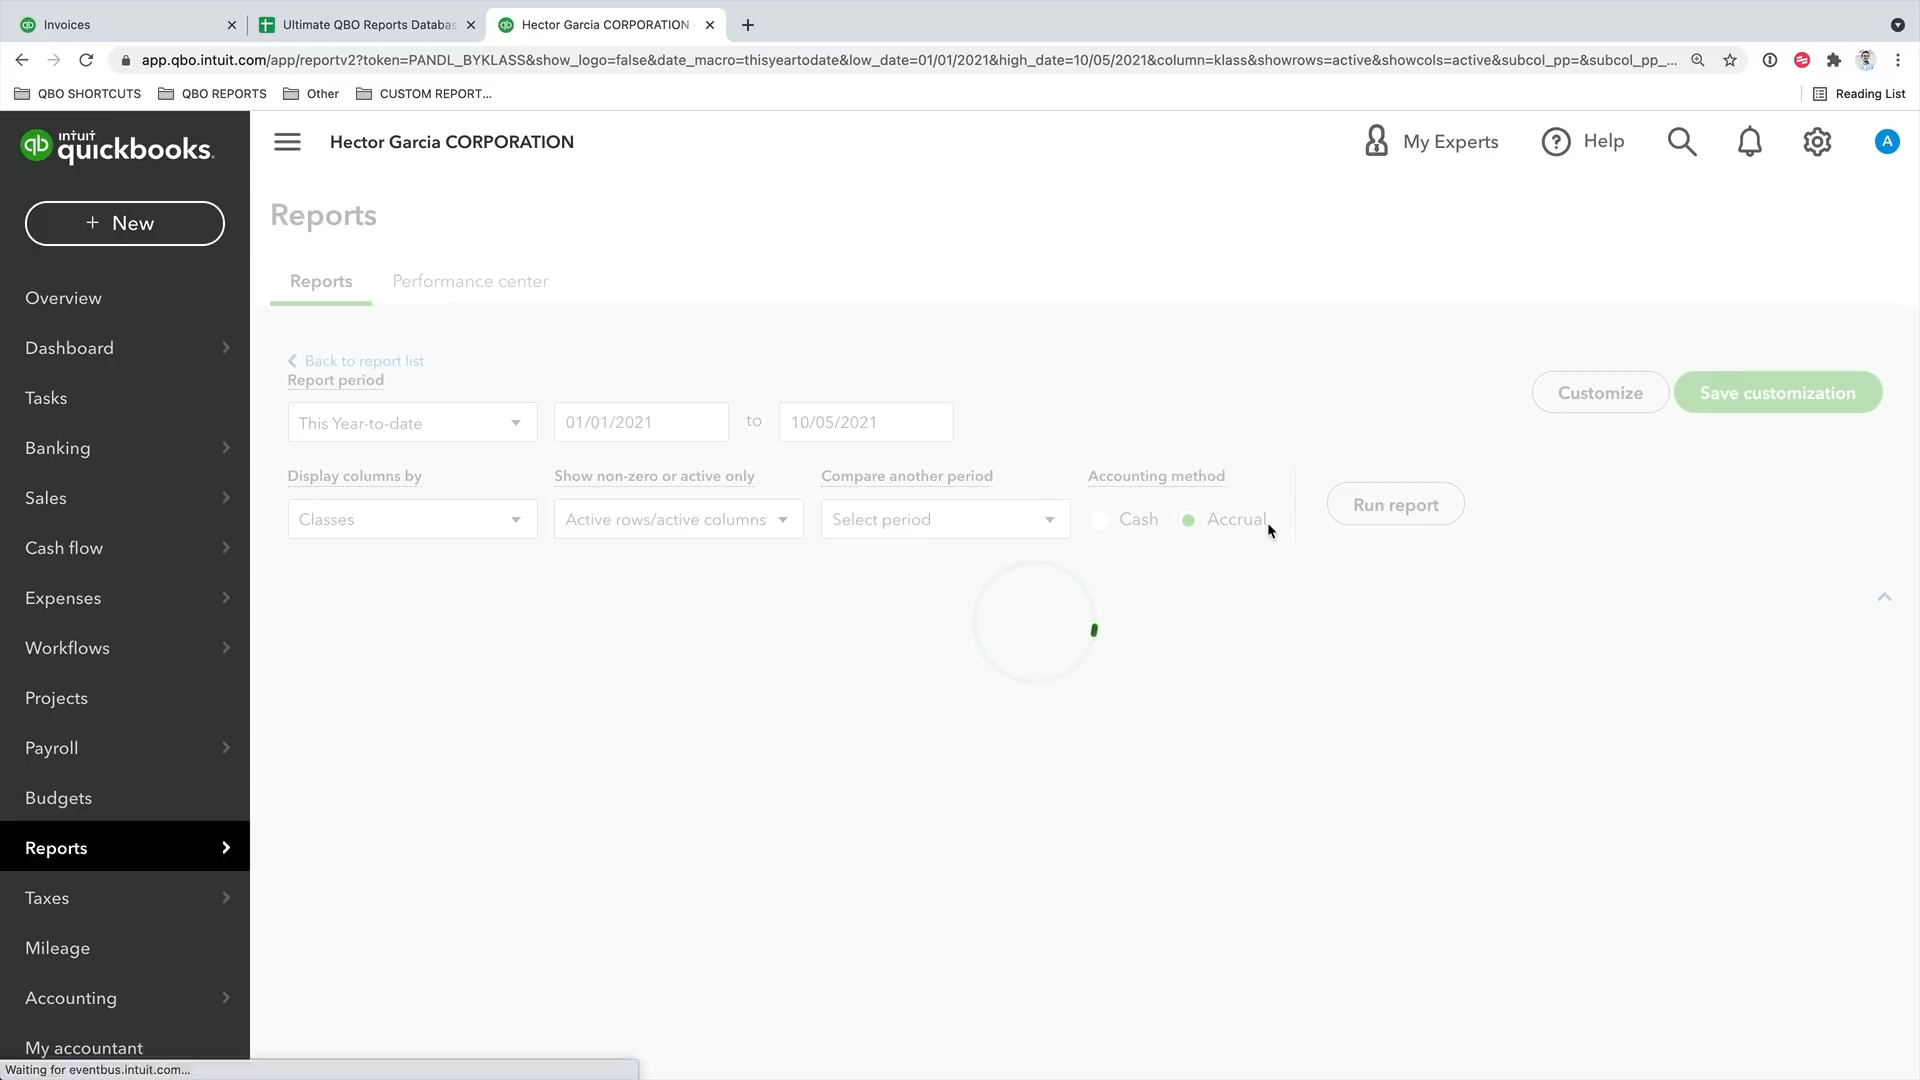 Invoices
Ultimate QBO Reports Databas
Hector Garcia CORPORATION
app.qbo.intuit.com/app/reportv2?token=PANDL_BYKLASS&show_logo=false&date_macro=thisyeartodate&low_date=01/01/2021&high_date=10/05/2021&column=klass&showrows=active&showcols=active&subcol_pp=&subcol_pp_...
QBO SHORTCUTS QBO REPORTS Other CUSTOM REPORT... Reading List
intuit quickbooks.
Hector Garcia CORPORATION
My Experts
? Help
A
+ New
Overview
Dashboard
Tasks
Banking
Sales
Cash flow
Expenses
Workflows
Projects
Payroll
Budgets
Reports
Taxes
Mileage
Accounting
My accountant
Reports
Reports Performance center
Back to report list
Report period
This Year-to-date 01/01/2021 to 10/05/2021
Customize Save customization
Display columns by Show non-zero or active only Compare another period Accounting method
Classes Active rows/active columns Select period Cash Accrual
Run report
Waiting for eventbus.intuit.com...